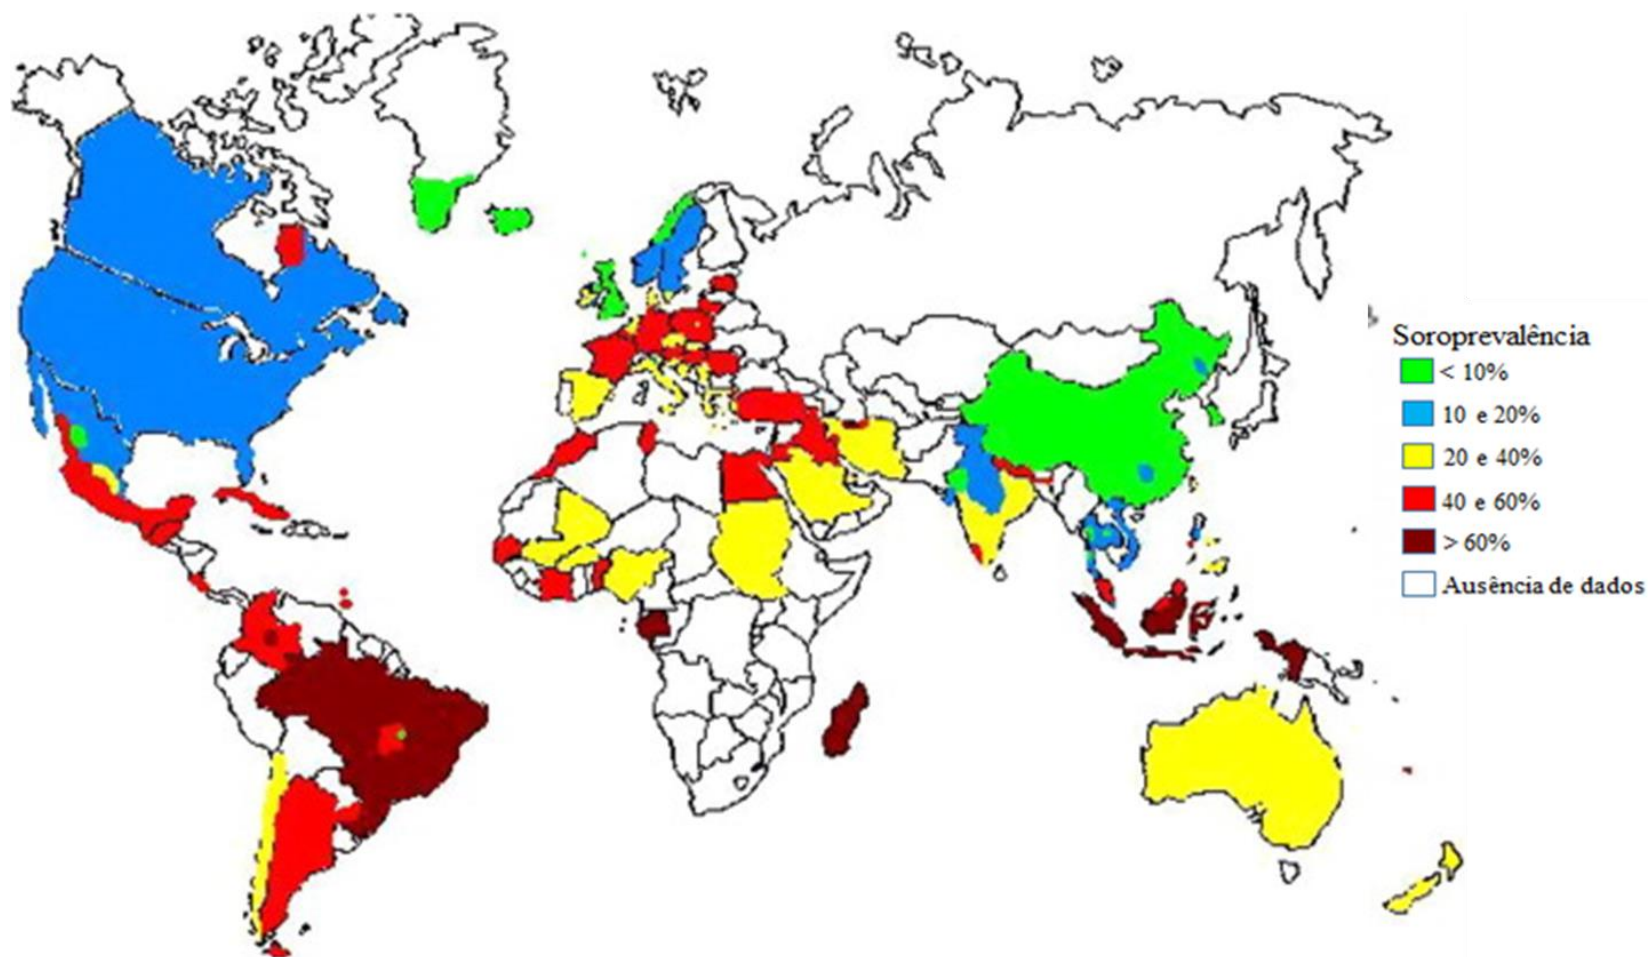 Soroprevalência
< 10%
10 e 20%
20 e 40%
40 e 60%
> 60%
Ausência de dados